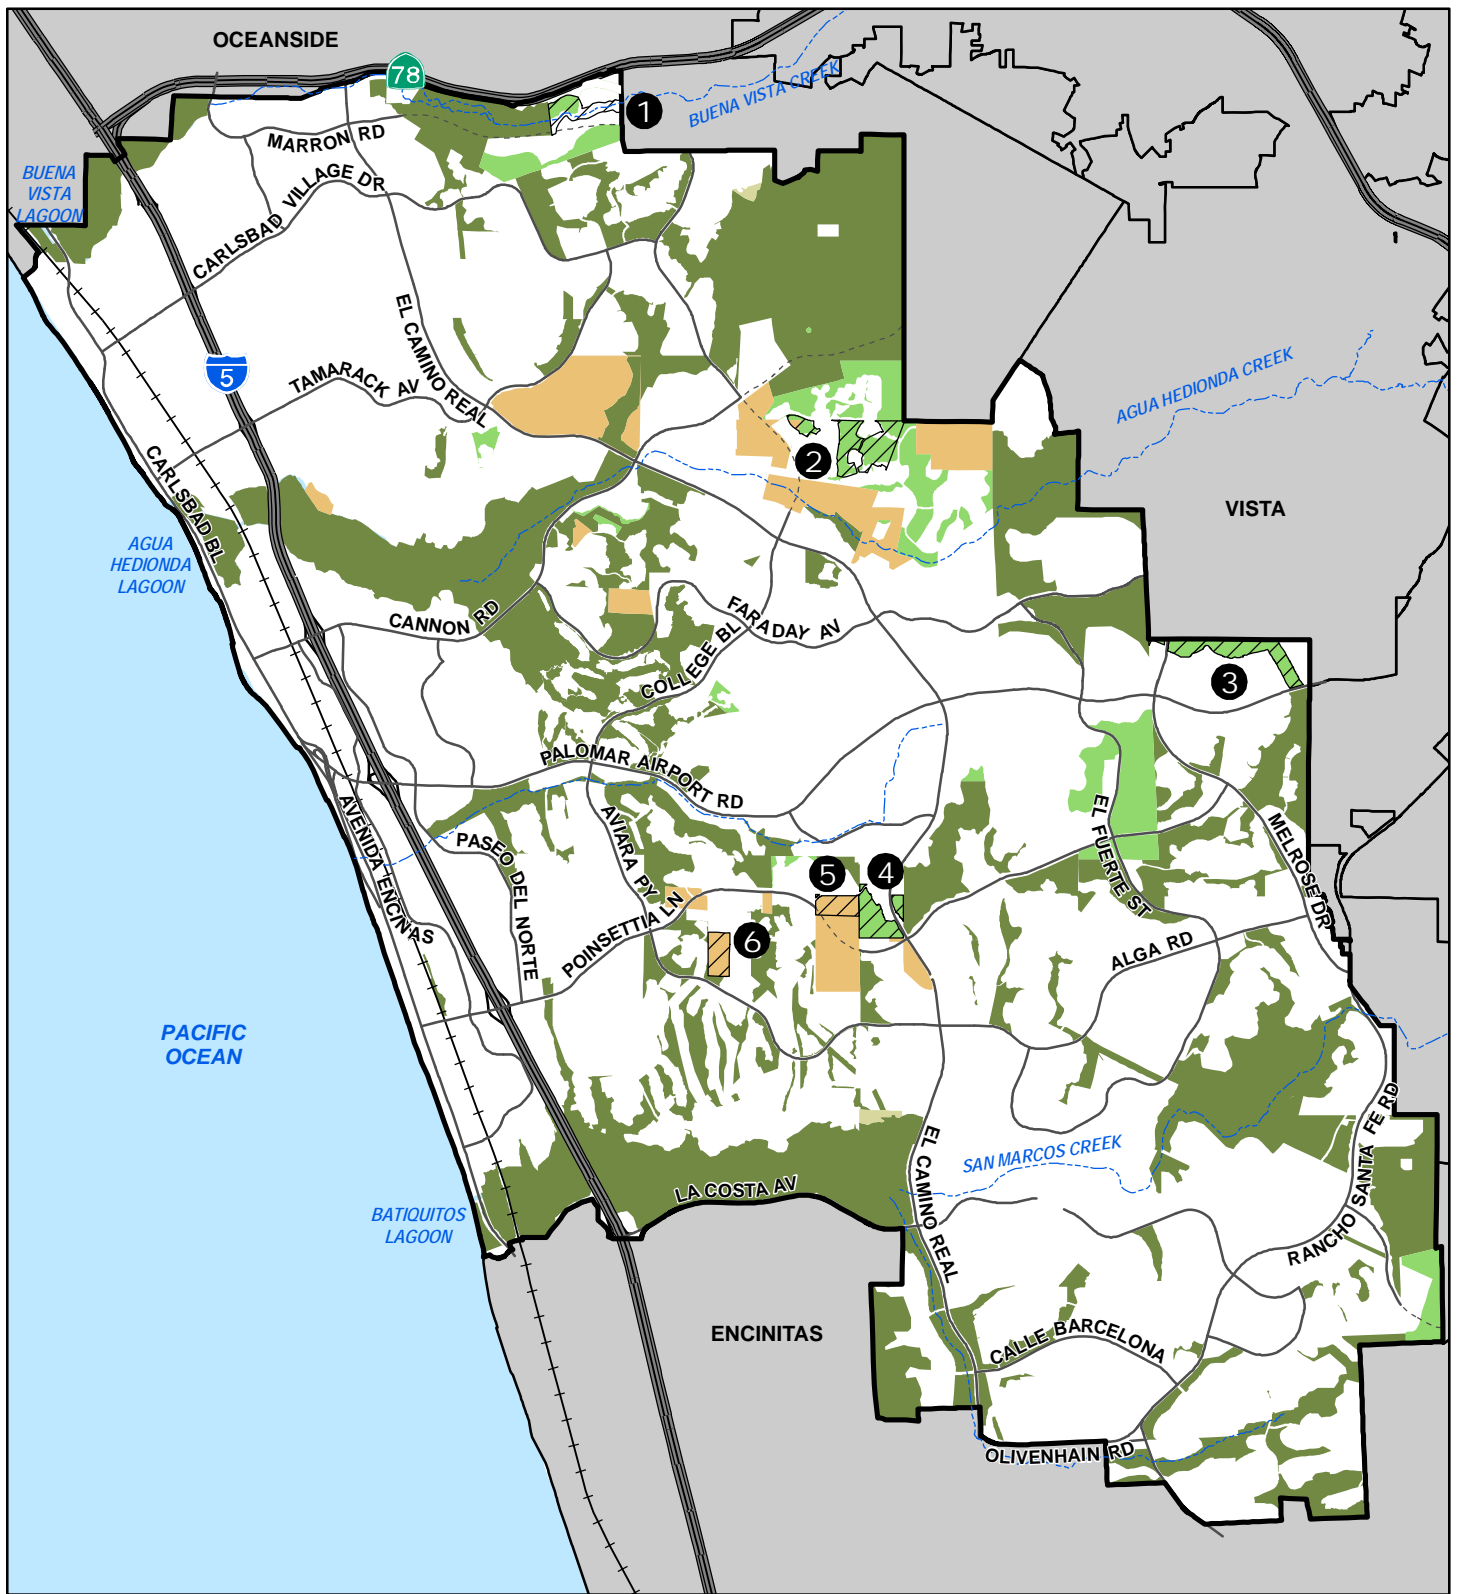 OCEANSIDE
78
1
BUENA VISTA CREEK
MARRON RD
BUENA
VISTA
LAGOON
CARLSBAD VILLAGE DR
EL CAMINO REAL
5
TAMARACK AV
AGUA HEDIONDA CREEK
2
CARLSBAD BL
VISTA
AGUA
HEDIONDA
LAGOON
CANNON RD
FARADAY AV
COLLEGE BL
3
PALOMAR AIRPORT RD
AVENIDA ENCINAS
PASEO DEL NORTE
AVIARA PY
EL FUERTE ST
MELROSE DR
5
4
POINSETTIA LN
6
ALGA RD
PACIFIC
OCEAN
EL CAMINO REAL
SAN MARCOS CREEK
RANCHO SANTA FE RD
LA COSTA AV
BATIQUITOS
LAGOON
ENCINITAS
CALLE BARCELONA
OLIVENHAIN RD